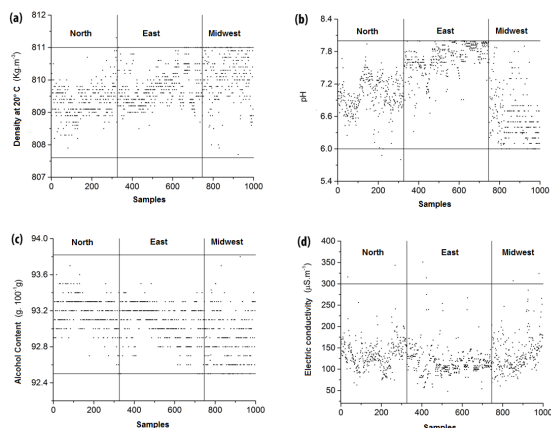 (a)
North East Midwest
812
811
810
809
808
807
Density at 20° C (Kg.m⁻³)
0 200 400 600 800 1000
Samples
(b)
North East Midwest
8.6
7.8
7.2
6.6
6.0
5.4
pH
0 200 400 600 800 1000
Samples
(c)
North East Midwest
94.0
93.6
93.2
92.8
92.4
Alcohol Content (g. 100⁻¹g)
0 200 400 600 800 1000
Samples
(d)
North East Midwest
400
350
300
250
200
150
100
50
Electric conductivity (µS.m⁻¹)
0 200 400 600 800 1000
Samples